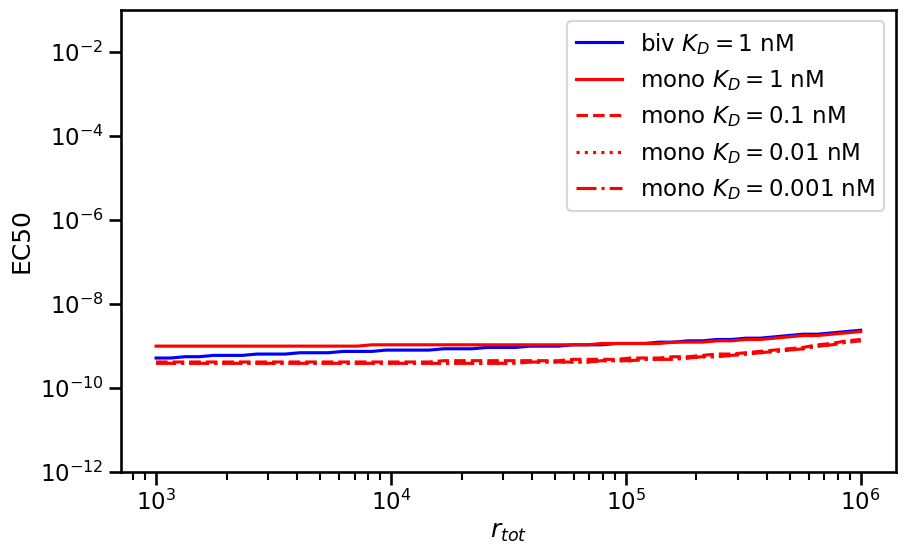 biv K_D = 1 nM
mono K_D = 1 nM
mono K_D = 0.1 nM
mono K_D = 0.01 nM
mono K_D = 0.001 nM
EC50
10^−2
10^−4
10^−6
10^−8
10^−10
10^−12
10^3 10^4 10^5 10^6
r_tot